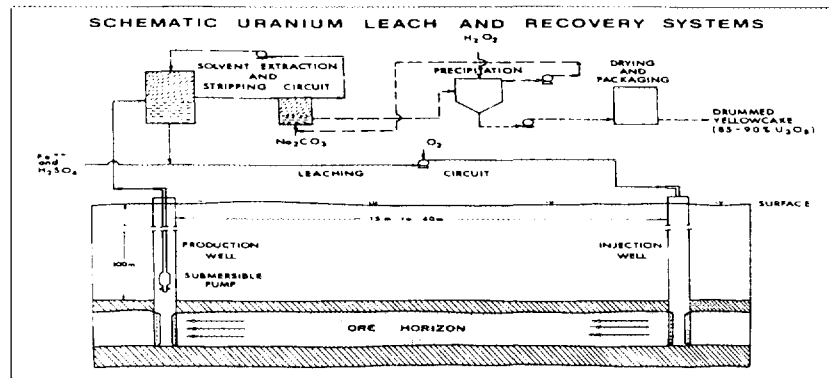 SCHEMATIC URANIUM LEACH AND RECOVERY SYSTEMS
H₂O₂
SOLVENT EXTRACTION
AND
STRIPPING CIRCUIT
PRECIPITATION
DRYING
AND
PACKAGING
Na₂CO₃
DRUMMED
YELLOWCAKE
(85-90% U₃O₈)
and
H₂SO₄
O₂
LEACHING CIRCUIT
SURFACE
15m to 40m
PRODUCTION
WELL
INJECTION
WELL
100m
SUBMERSIBLE
PUMP
ORE HORIZON